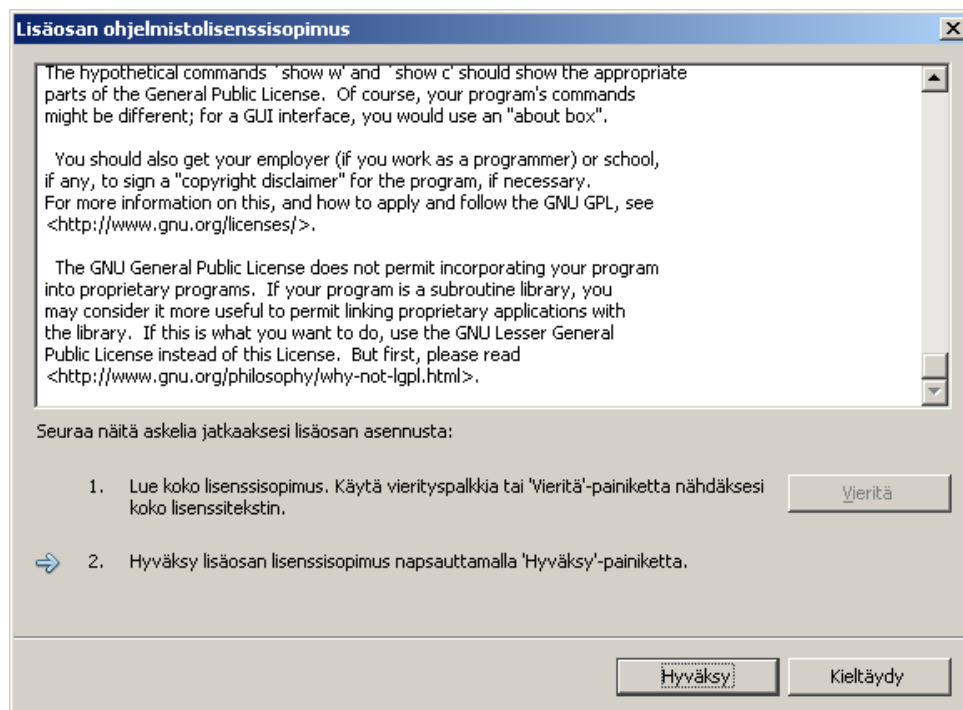 Lisäosan ohjelmistolisenssisopimus
The hypothetical commands `show w' and `show c' should show the appropriate
parts of the General Public License.  Of course, your program's commands
might be different; for a GUI interface, you would use an "about box".
You should also get your employer (if you work as a programmer) or school,
if any, to sign a "copyright disclaimer" for the program, if necessary.
For more information on this, and how to apply and follow the GNU GPL, see
<http://www.gnu.org/licenses/>.
The GNU General Public License does not permit incorporating your program
into proprietary programs.  If your program is a subroutine library, you
may consider it more useful to permit linking proprietary applications with
the library.  If this is what you want to do, use the GNU Lesser General
Public License instead of this License.  But first, please read
<http://www.gnu.org/philosophy/why-not-lgpl.html>.
Seuraa näitä askelia jatkaaksesi lisäosan asennusta:
1. Lue koko lisenssisopimus. Käytä vierityspalkkia tai 'Vieritä'-painiketta nähdäksesi
koko lisenssitekstin.
Vieritä
2. Hyväksy lisäosan lisenssisopimus napsauttamalla 'Hyväksy'-painiketta.
Hyväksy
Kieltäydy